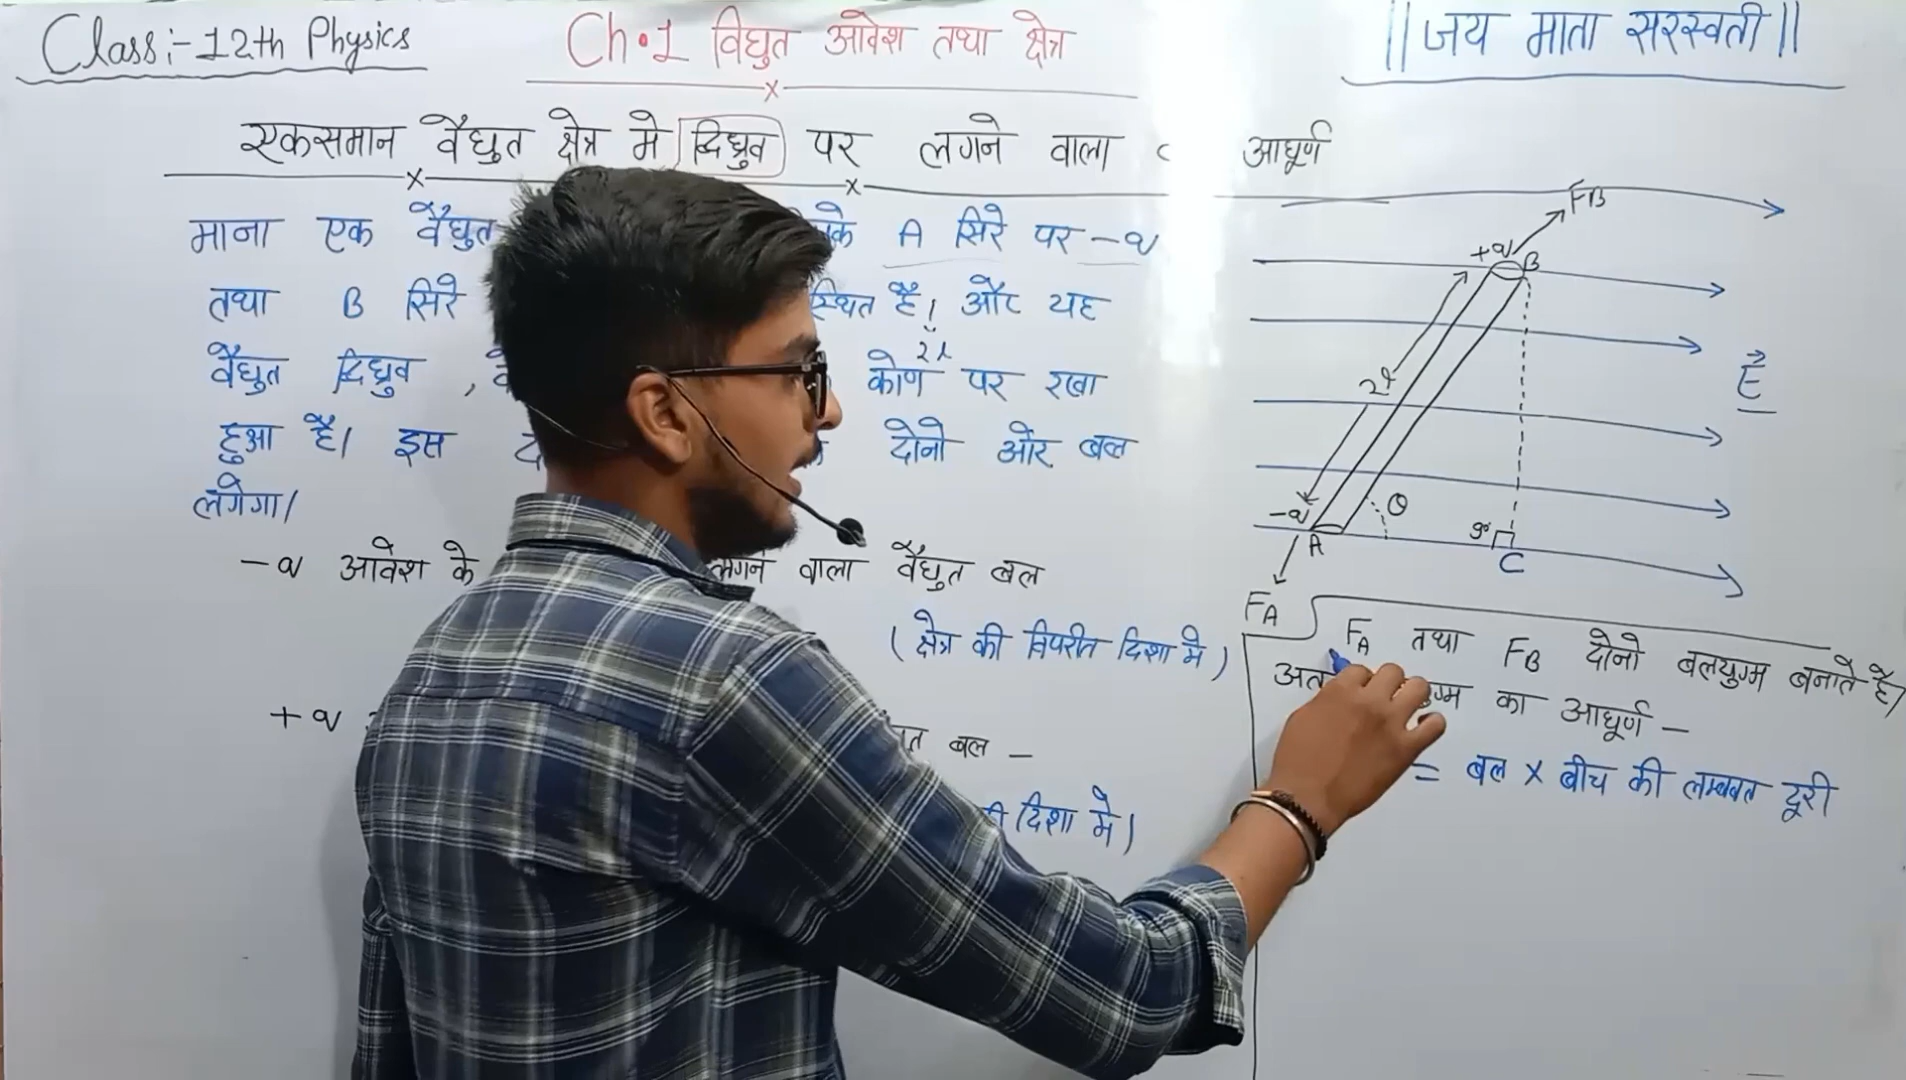 Class:- 12th Physics
Ch.1 विद्युत आवेश तथा क्षेत्र
|| जय माता सरस्वती ||
एकसमान वैद्युत क्षेत्र मे द्विध्रुव पर लगने वाला आघूर्ण
माना एक वैद्युत A सिरे पर -q
तथा B सिरे स्थित है। और यह
वैद्युत द्विध्रुव , कोण पर रखा
2l
हुआ है। इस दोनो ओर बल
लगेगा।
-q आवेश के लगने वाला वैद्युत बल
(क्षेत्र की विपरीत दिशा मे)
+q बल -
दिशा मे।
FB
+q B
2l
E
-q A
θ
90
C
FA
FA तथा FB दोनो बलयुग्म बनाते है।
का आघूर्ण -
= बल × बीच की लम्बवत दूरी